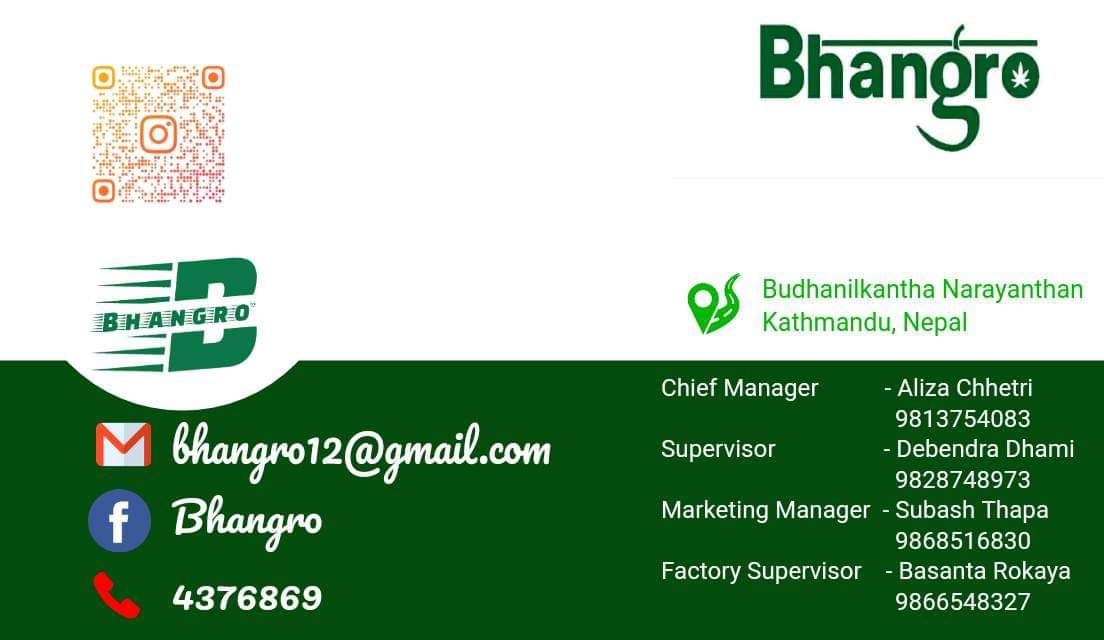 Bhangro
BHANGRO
Budhanilkantha Narayanthan
Kathmandu, Nepal
bhangro12@gmail.com
Bhangro
4376869
Chief Manager - Aliza Chhetri
9813754083
Supervisor - Debendra Dhami
9828748973
Marketing Manager - Subash Thapa
9868516830
Factory Supervisor - Basanta Rokaya
9866548327